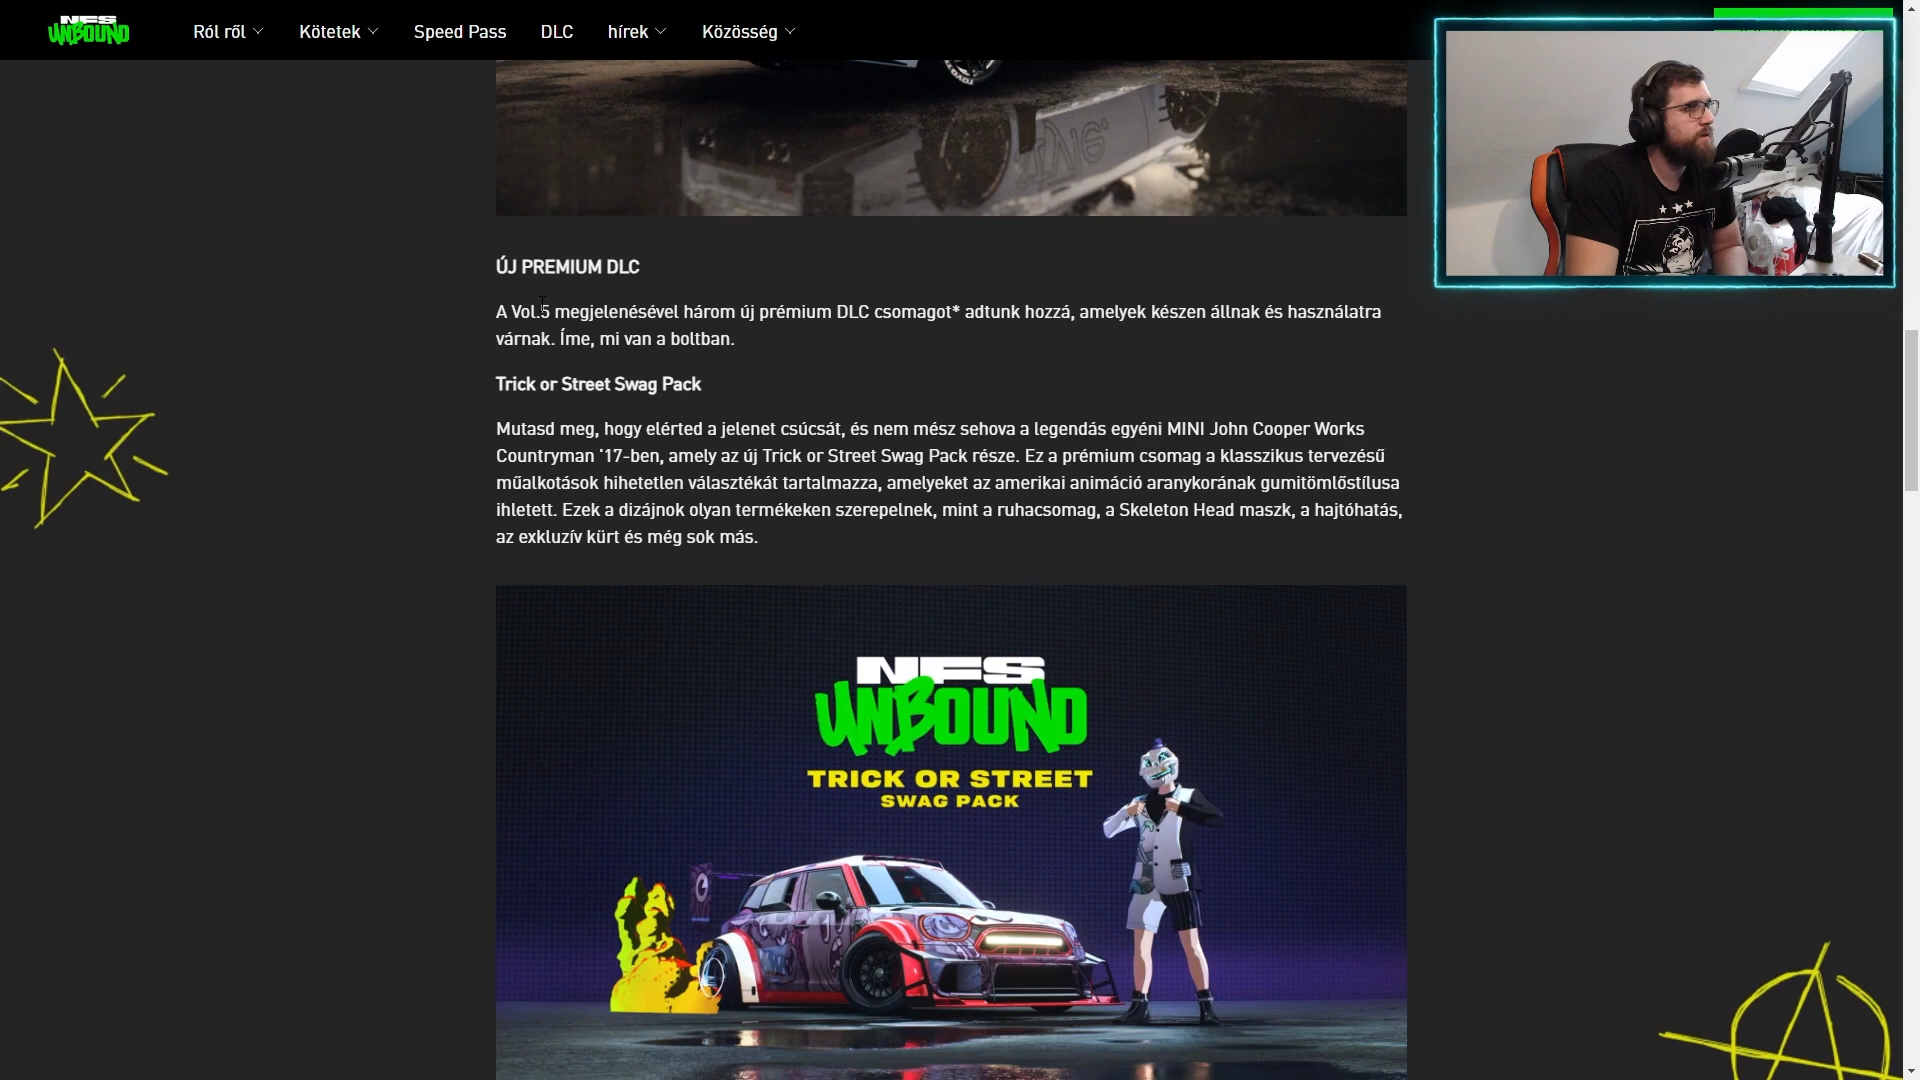 NFS
UNBOUND
Ról ről
Kötetek
Speed Pass
DLC
hírek
Közösség
TOYO
ÚJ PREMIUM DLC
A Vol.5 megjelenésével három új prémium DLC csomagot* adtunk hozzá, amelyek készen állnak és használatra
várnak. Íme, mi van a boltban.
Trick or Street Swag Pack
Mutasd meg, hogy elérted a jelenet csúcsát, és nem mész sehova a legendás egyéni MINI John Cooper Works
Countryman '17-ben, amely az új Trick or Street Swag Pack része. Ez a prémium csomag a klasszikus tervezésű
műalkotások hihetetlen választékát tartalmazza, amelyeket az amerikai animáció aranykorának gumitömlőstílusa
ihletett. Ezek a dizájnok olyan termékeken szerepelnek, mint a ruhacsomag, a Skeleton Head maszk, a hajtóhatás,
az exkluzív kürt és még sok más.
NFS
UNBOUND
TRICK OR STREET
SWAG PACK